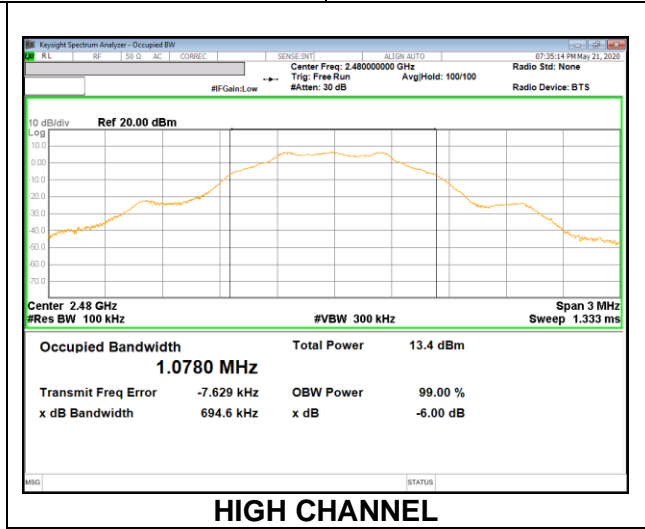 Keysight Spectrum Analyzer - Occupied BW
RL RF 50 Ω AC CORREC SENSE:INT ALIGN AUTO 07:35:14 PM May 21, 2020
Center Freq: 2.480000000 GHz Radio Std: None
Trig: Free Run Avg|Hold: 100/100
#IFGain:Low #Atten: 30 dB Radio Device: BTS
10 dB/div Ref 20.00 dBm
Log
10.0
0.00
-10.0
-20.0
-30.0
-40.0
-50.0
-60.0
-70.0
Center 2.48 GHz Span 3 MHz
#Res BW 100 kHz #VBW 300 kHz Sweep 1.333 ms
Occupied Bandwidth Total Power 13.4 dBm
1.0780 MHz
Transmit Freq Error -7.629 kHz OBW Power 99.00 %
x dB Bandwidth 694.6 kHz x dB -6.00 dB
MSG STATUS
HIGH CHANNEL